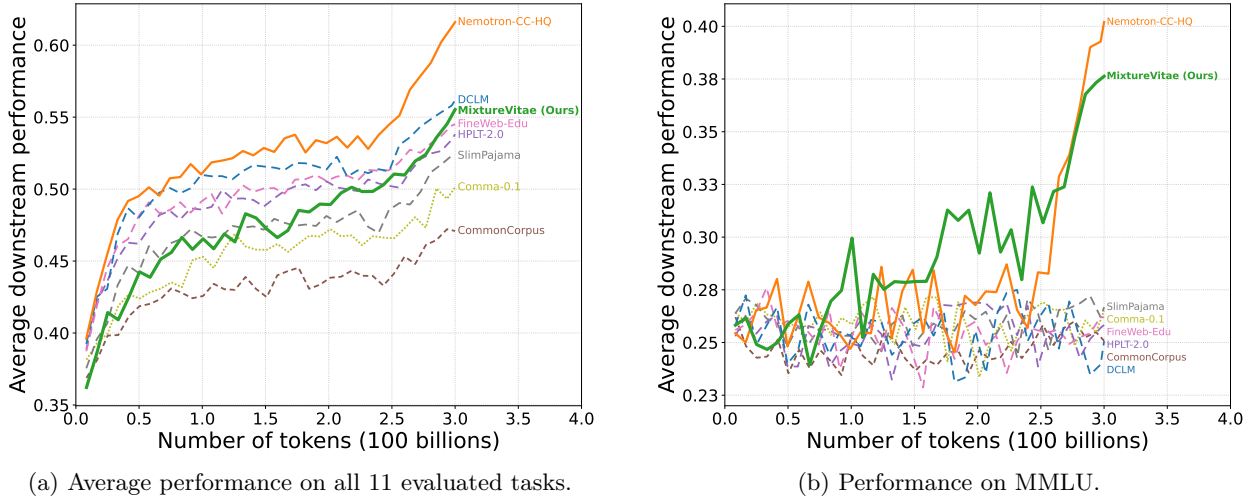 Average downstream performance
0.60
0.55
0.50
0.45
0.40
0.35
Nemotron-CC-HQ
DCLM
MixtureVitae (Ours)
FineWeb-Edu
HPLT-2.0
SlimPajama
Comma-0.1
CommonCorpus
0.0 0.5 1.0 1.5 2.0 2.5 3.0 3.5 4.0
Number of tokens (100 billions)
(a) Average performance on all 11 evaluated tasks.
Average downstream performance
0.40
0.38
0.35
0.33
0.30
0.28
0.25
0.23
Nemotron-CC-HQ
MixtureVitae (Ours)
SlimPajama
Comma-0.1
FineWeb-Edu
HPLT-2.0
CommonCorpus
DCLM
0.0 0.5 1.0 1.5 2.0 2.5 3.0 3.5 4.0
Number of tokens (100 billions)
(b) Performance on MMLU.